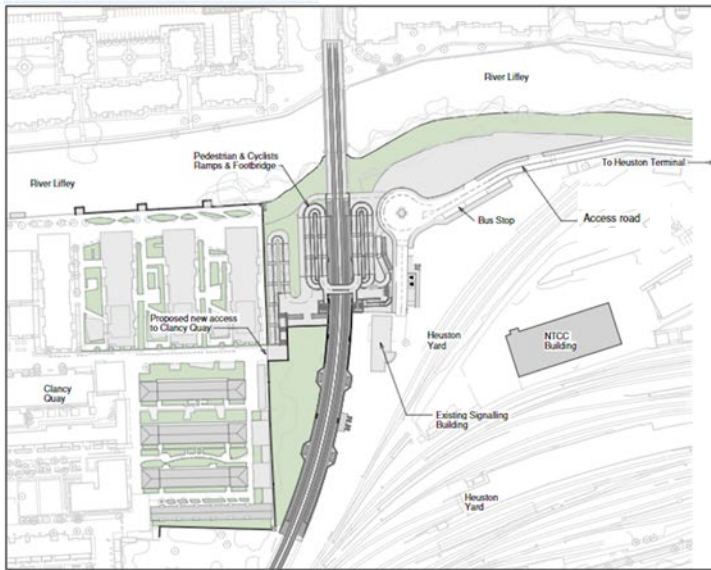 River Liffey
Pedestrian & Cyclists
Ramps & Footbridge
To Heuston Terminal
River Liffey
Bus Stop
Access road
Proposed new access
to Clancy Quay
Heuston
Yard
NTCC
Building
Clancy
Quay
Existing Signalling
Building
Heuston
Yard